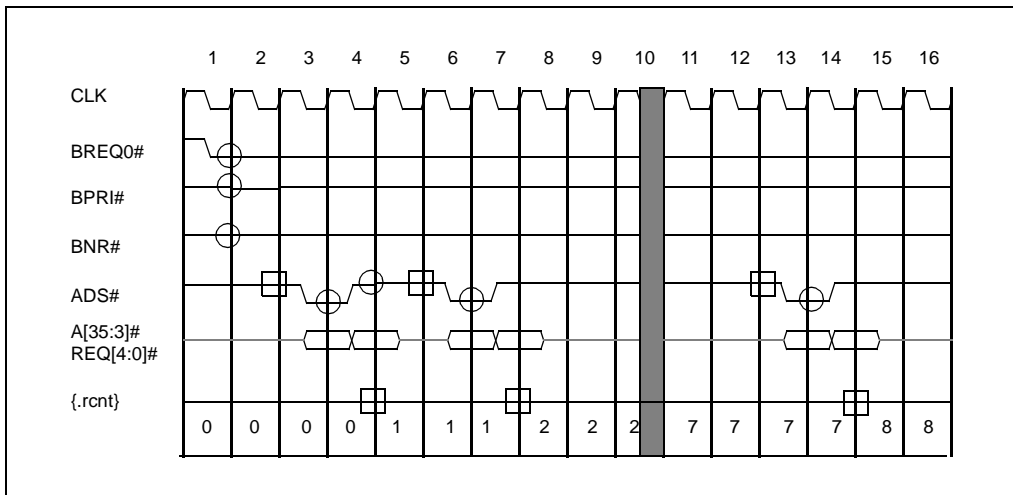 1 2 3 4 5 6 7 8 9 10 11 12 13 14 15 16
CLK
BREQ0#
BPRI#
BNR#
ADS#
A[35:3]#
REQ[4:0]#
{.rcnt}
0 0 0 0 1 1 1 2 2 2 7 7 7 7 8 8